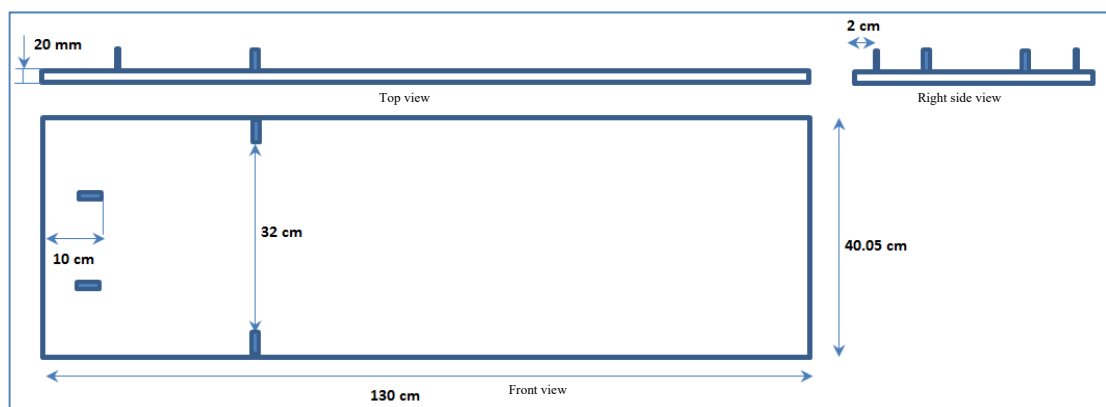 20 mm
2 cm
Top view
Right side view
32 cm
40.05 cm
10 cm
130 cm
Front view